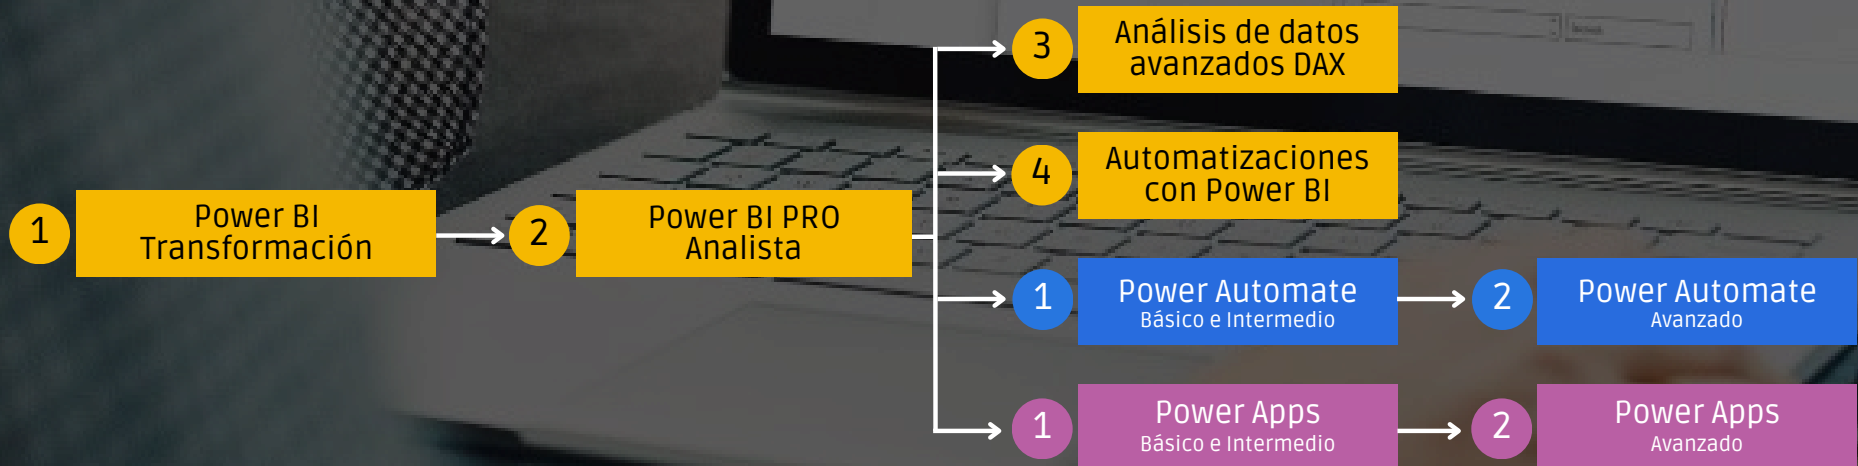 1
Power BI
Transformación
2
Power BI PRO
Analista
3
Análisis de datos
avanzados DAX
4
Automatizaciones
con Power BI
1
Power Automate
Básico e Intermedio
2
Power Automate
Avanzado
1
Power Apps
Básico e Intermedio
2
Power Apps
Avanzado